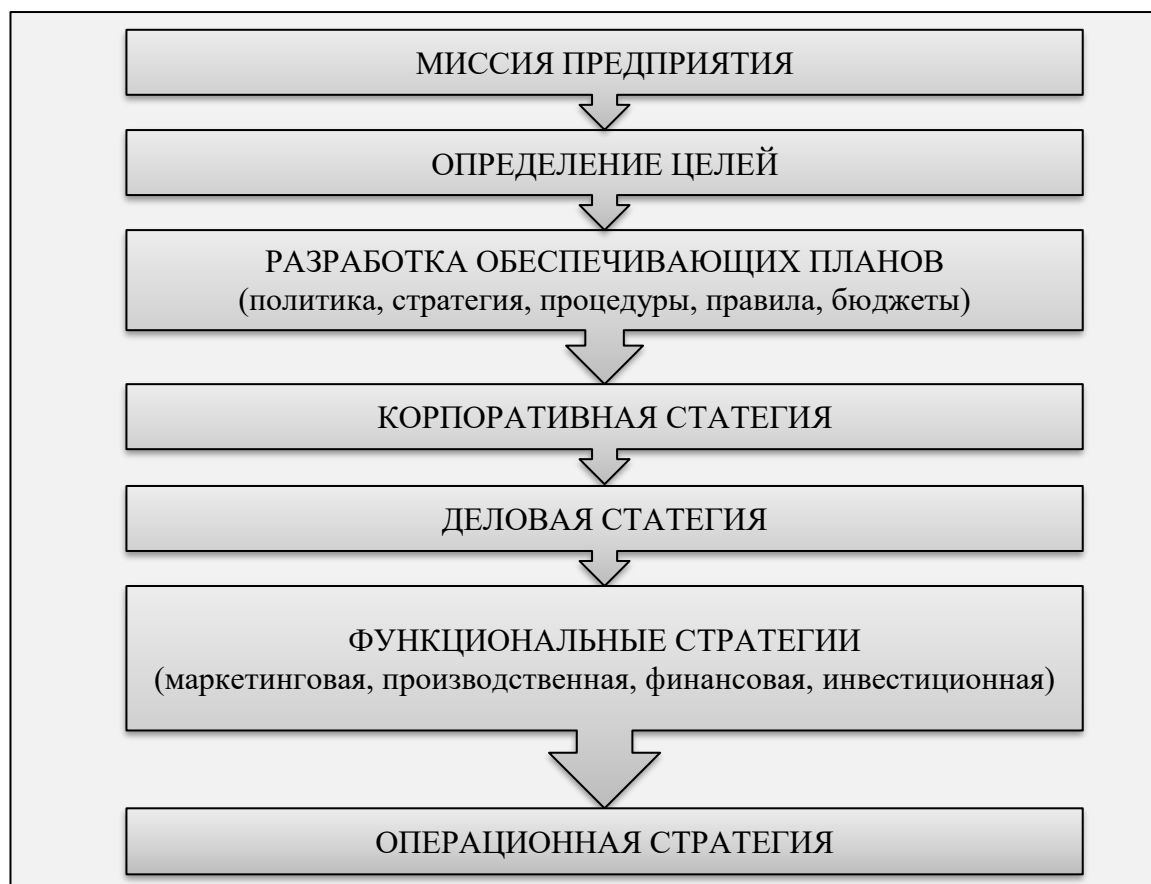 МИССИЯ ПРЕДПРИЯТИЯ
ОПРЕДЕЛЕНИЕ ЦЕЛЕЙ
РАЗРАБОТКА ОБЕСПЕЧИВАЮЩИХ ПЛАНОВ
(политика, стратегия, процедуры, правила, бюджеты)
КОРПОРАТИВНАЯ СТАТЕГИЯ
ДЕЛОВАЯ СТАТЕГИЯ
ФУНКЦИОНАЛЬНЫЕ СТРАТЕГИИ
(маркетинговая, производственная, финансовая, инвестиционная)
ОПЕРАЦИОННАЯ СТРАТЕГИЯ